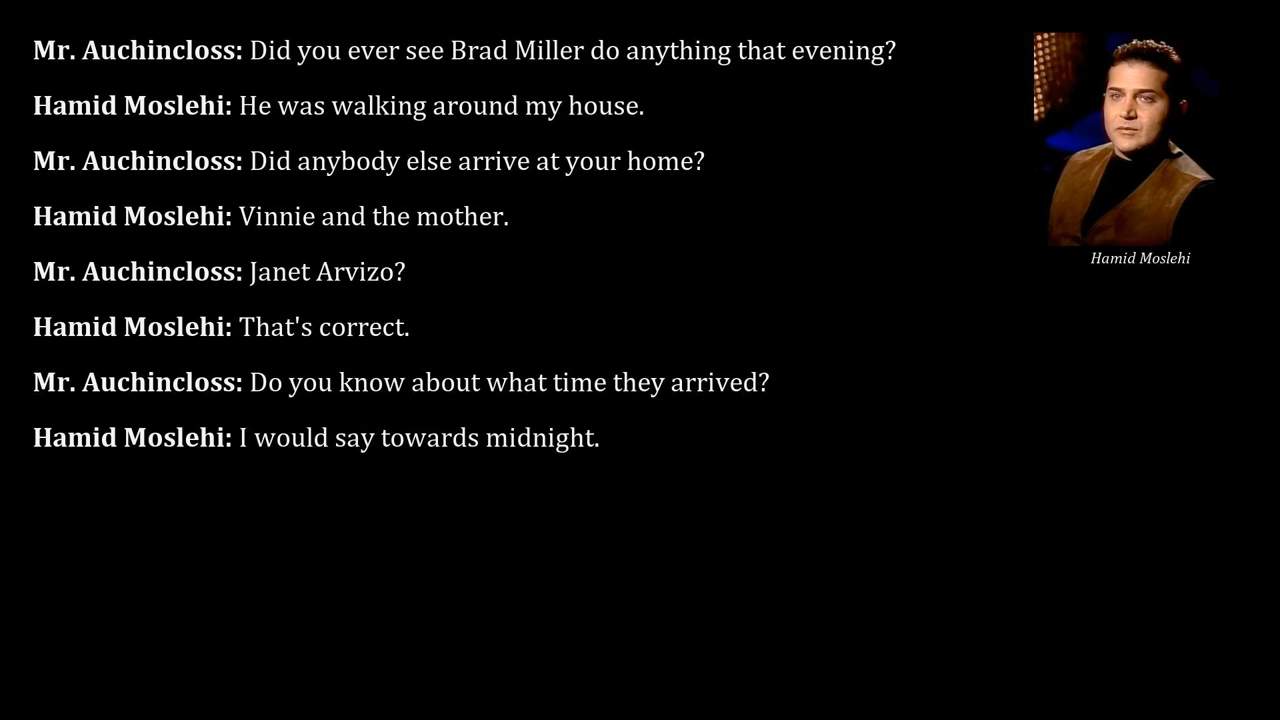 Mr. Auchincloss: Did you ever see Brad Miller do anything that evening?
Hamid Moslehi: He was walking around my house.
Mr. Auchincloss: Did anybody else arrive at your home?
Hamid Moslehi: Vinnie and the mother.
Mr. Auchincloss: Janet Arvizo?
Hamid Moslehi: That's correct.
Mr. Auchincloss: Do you know about what time they arrived?
Hamid Moslehi: I would say towards midnight.
Hamid Moslehi